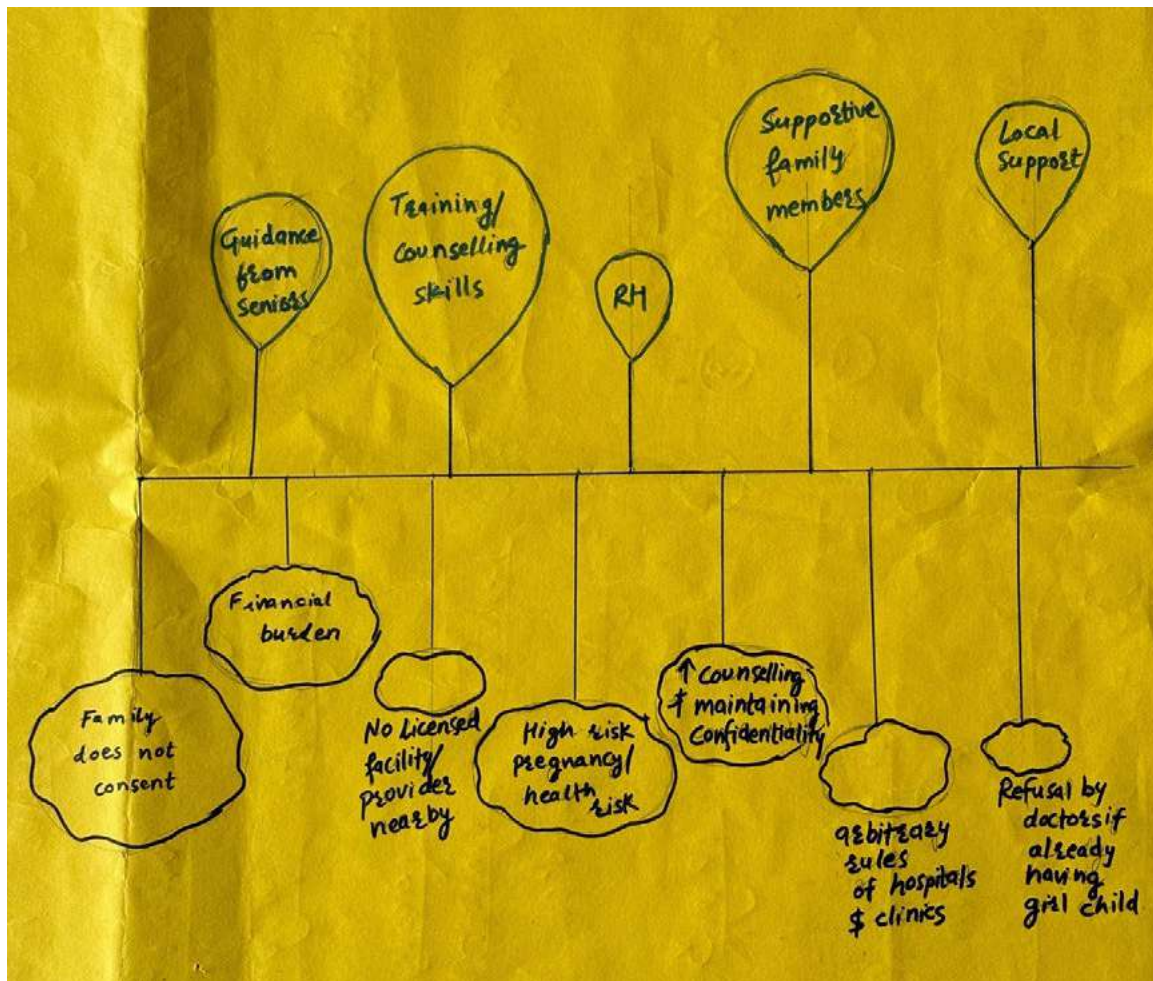 Guidance
from
seniors
Training/
counselling
skills
RH
Supportive
family
members
Local
Support
Family
does not
consent
Financial
burden
No Licensed
facility/
provider
nearby
High risk
pregnancy/
health
risk
↑ Counselling
$ maintaining
Confidentiality
arbitrary
rules
of hospitals
$ clinics
Refusal by
doctors if
already
having
girl child